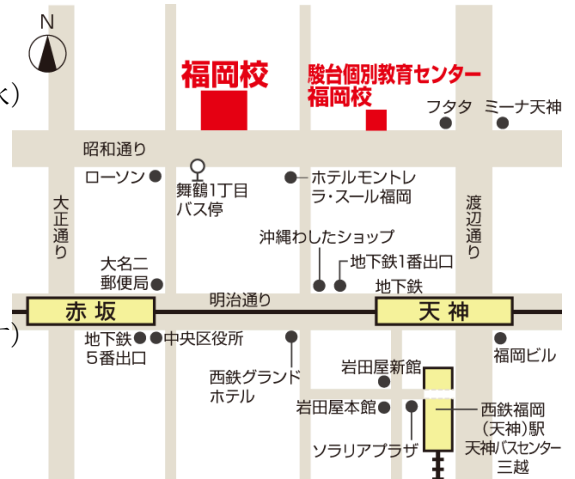 N
水)
福岡校
駿台個別教育センター
福岡校
フタタ
ミーナ天神
昭和通り
ローソン
舞鶴1丁目
バス停
ホテルモントレ
ラ・スール福岡
大正通り
渡辺通り
沖縄わしたショップ
大名二
郵便局
地下鉄1番出口
明治通り
地下鉄
赤坂
天神
地下鉄
5番出口
中央区役所
西鉄グランド
ホテル
福岡ビル
岩田屋新館
岩田屋本館
ソラリアプラザ
西鉄福岡
(天神)駅
天神バスセンター
三越